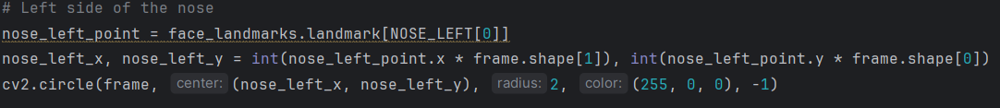 # Left side of the nose
nose_left_point = face_landmarks.landmark[NOSE_LEFT[0]]
nose_left_x, nose_left_y = int(nose_left_point.x * frame.shape[1]), int(nose_left_point.y * frame.shape[0])
cv2.circle(frame, center: (nose_left_x, nose_left_y), radius: 2, color: (255, 0, 0), -1)